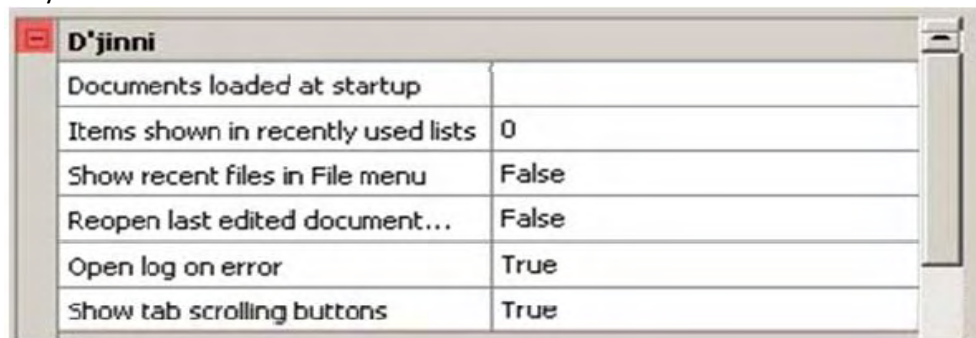 D'jinni
Documents loaded at startup
Items shown in recently used lists 0
Show recent files in File menu False
Reopen last edited document... False
Open log on error True
Show tab scrolling buttons True